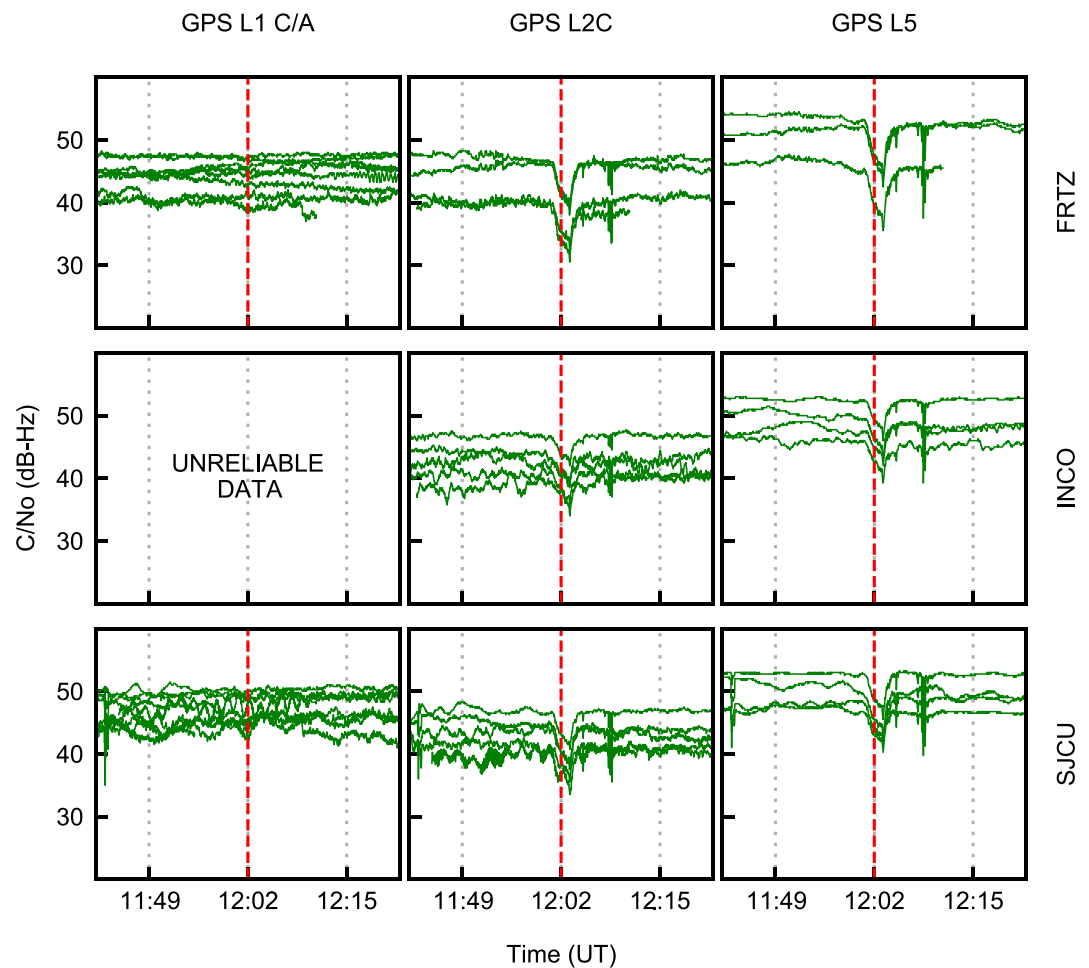 GPS L1 C/A GPS L2C GPS L5
50
40
30
FRTZ
50
40
30
UNRELIABLE
DATA
INCO
C/No (dB-Hz)
50
40
30
SJCU
11:49 12:02 12:15 11:49 12:02 12:15 11:49 12:02 12:15
Time (UT)